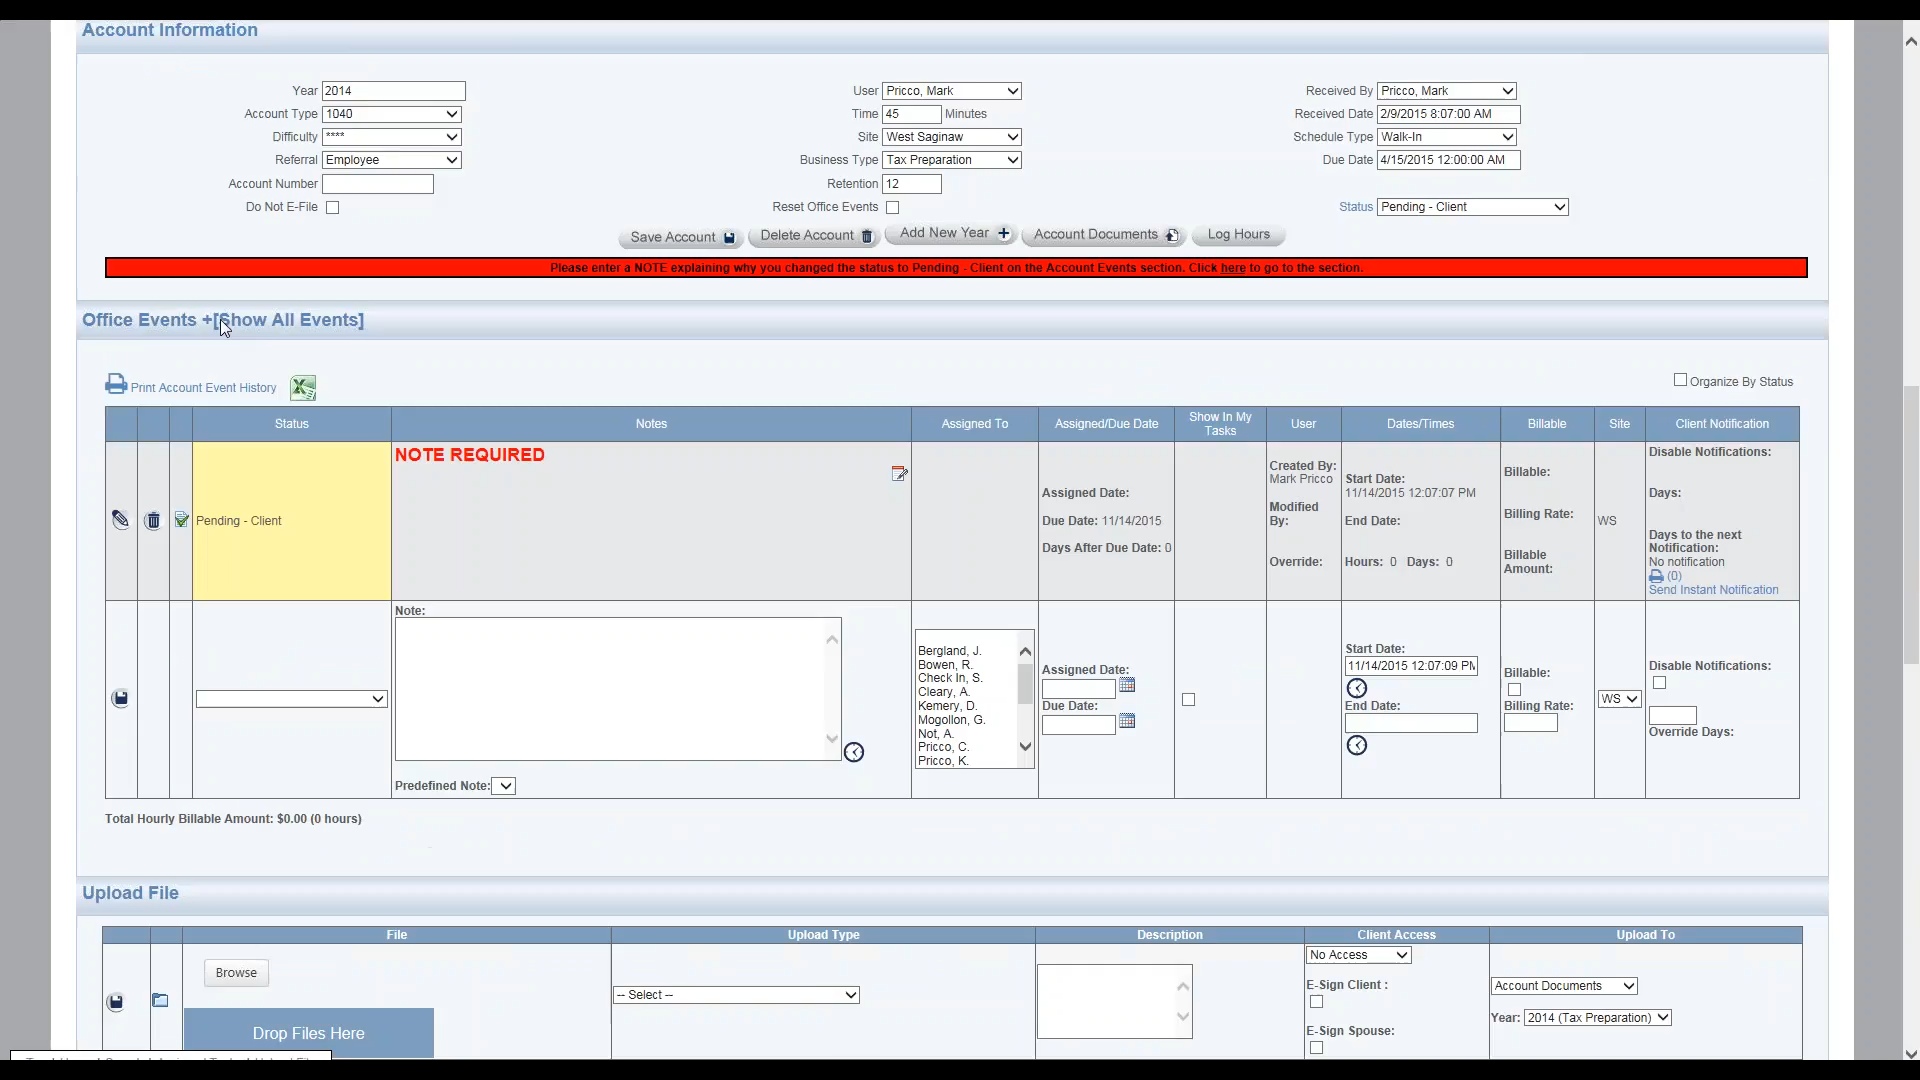 Account Information
Year 2014
User Pricco, Mark
Received By Pricco, Mark
Account Type 1040
Time 45 Minutes
Received Date 2/9/2015 8:07:00 AM
Difficulty ****
Site West Saginaw
Schedule Type Walk-In
Referral Employee
Business Type Tax Preparation
Due Date 4/15/2015 12:00:00 AM
Account Number
Retention 12
Do Not E-File
Reset Office Events
Status Pending - Client
Save Account
Delete Account
Add New Year
Account Documents
Log Hours
Please enter a NOTE explaining why you changed the status to Pending - Client on the Account Events section. Click here to go to the section.
Office Events +[Show All Events]
Print Account Event History
Organize By Status
Status
Notes
Assigned To
Assigned/Due Date
Show In My
Tasks
User
Dates/Times
Billable
Site
Client Notification
Pending - Client
NOTE REQUIRED
Assigned Date:
Due Date: 11/14/2015
Days After Due Date: 0
Created By:
Mark Pricco
Modified
By:
Override:
Start Date:
11/14/2015 12:07:07 PM
End Date:
Hours: 0 Days: 0
Billable:
Billing Rate:
Billable
Amount:
WS
Disable Notifications:
Days:
Days to the next
Notification:
No notification
(0)
Send Instant Notification
Note:
Predefined Note:
Bergland, J.
Bowen, R.
Check In, S.
Cleary, A.
Kemery, D.
Mogollon, G.
Not, A.
Pricco, C.
Pricco, K.
Assigned Date:
Due Date:
Start Date:
11/14/2015 12:07:09 PM
End Date:
Billable:
Billing Rate:
WS
Disable Notifications:
Override Days:
Total Hourly Billable Amount: $0.00 (0 hours)
Upload File
File
Upload Type
Description
Client Access
Upload To
Browse
Drop Files Here
-- Select --
No Access
E-Sign Client :
E-Sign Spouse:
Account Documents
Year: 2014 (Tax Preparation)